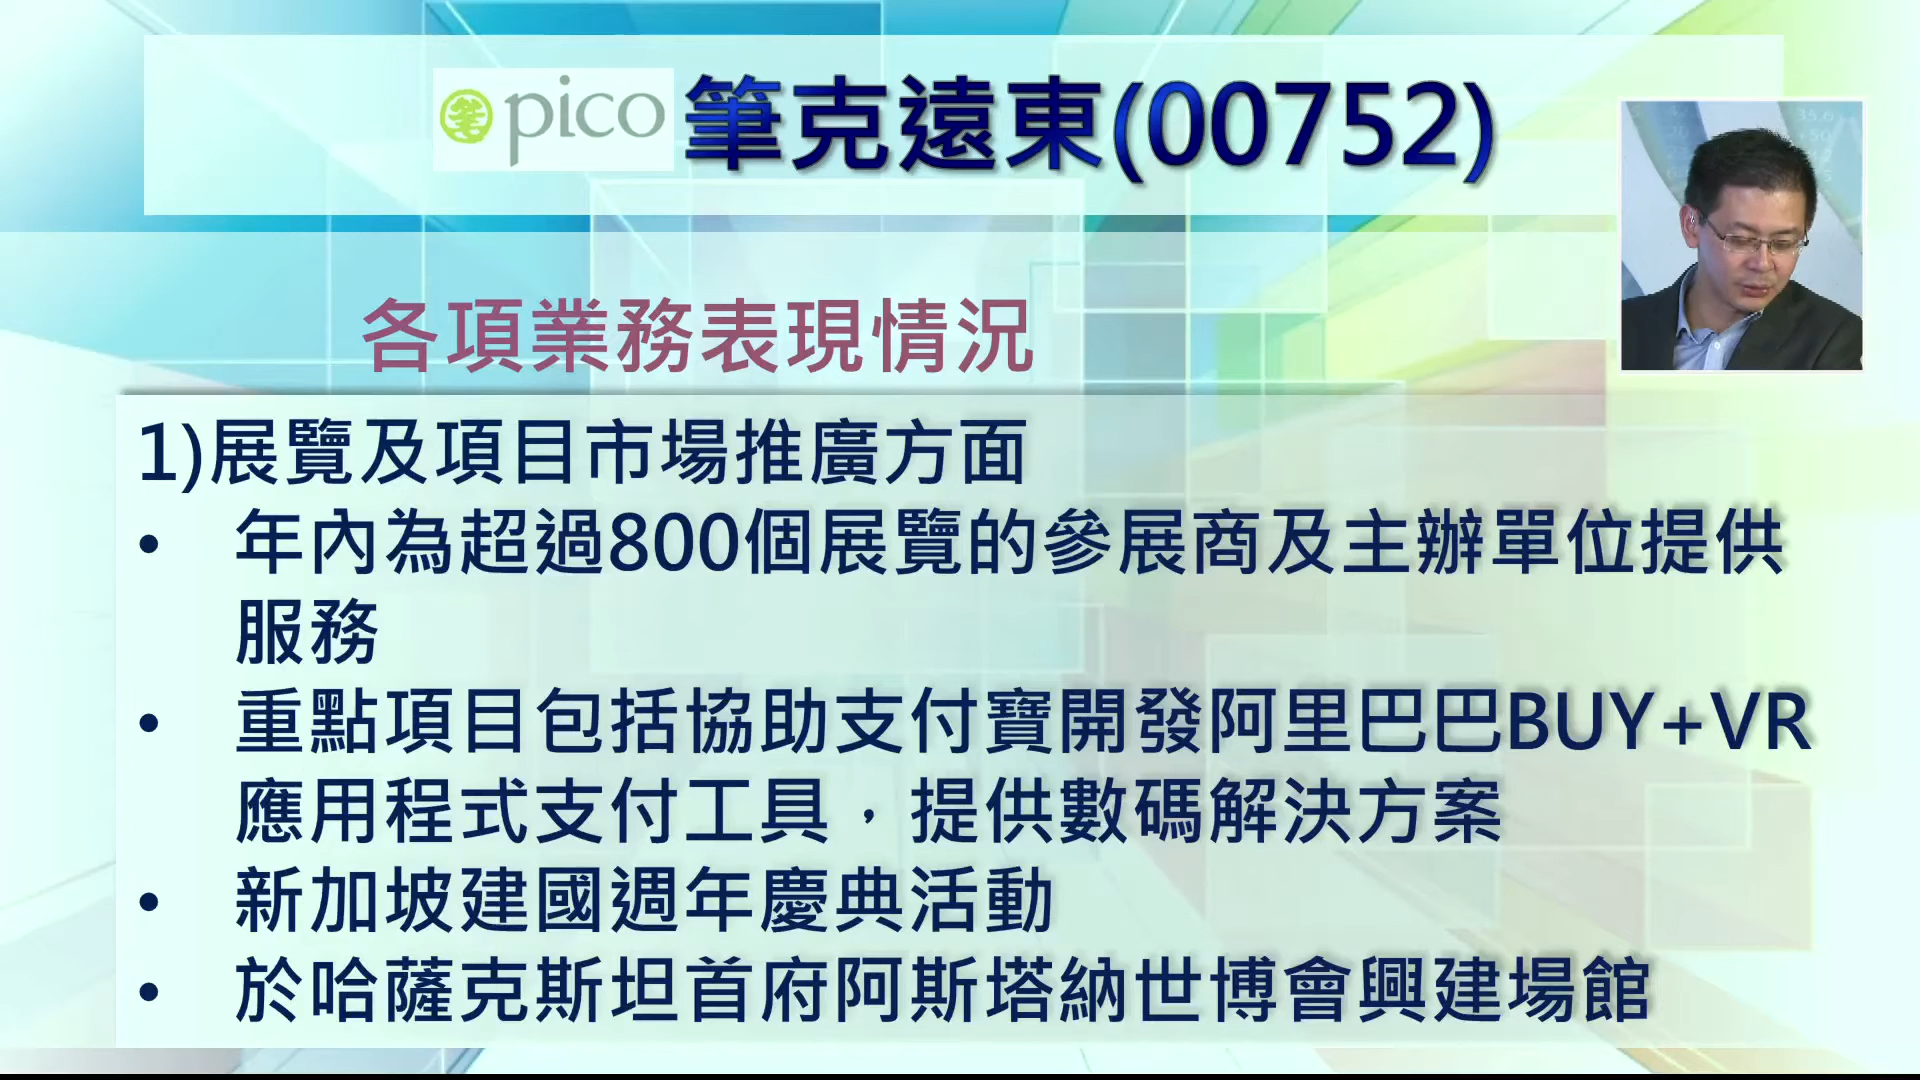 筆 pico 筆克遠東(00752)
各項業務表現情況
1)展覽及項目市場推廣方面
• 年內為超過800個展覽的參展商及主辦單位提供
服務
• 重點項目包括協助支付寶開發阿里巴巴BUY+VR
應用程式支付工具，提供數碼解決方案
• 新加坡建國週年慶典活動
• 於哈薩克斯坦首府阿斯塔納世博會興建場館